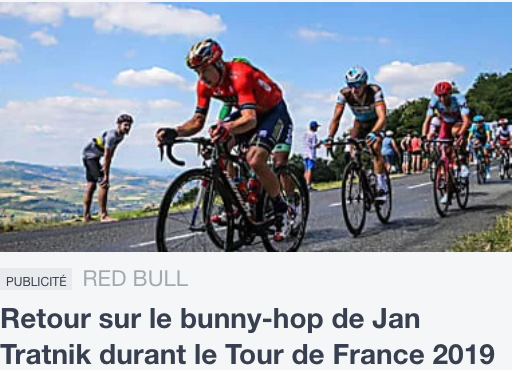 PUBLICITÉ RED BULL
Retour sur le bunny-hop de Jan
Tratnik durant le Tour de France 2019